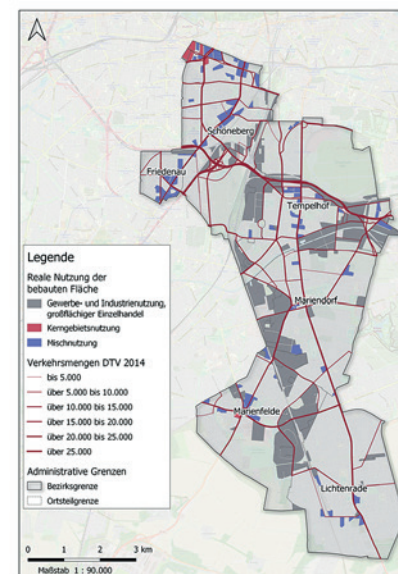 Schöneberg
Friedenau
Tempelhof
Mariendorf
Marienfelde
Lichtenrade
Legende
Reale Nutzung der
bebauten Fläche
Gewerbe- und Industrienutzung,
großflächiger Einzelhandel
Kerngebietsnutzung
Mischnutzung
Verkehrsmengen DTV 2014
bis 5.000
über 5.000 bis 10.000
über 10.000 bis 15.000
über 15.000 bis 20.000
über 20.000 bis 25.000
über 25.000
Administrative Grenzen
Bezirksgrenze
Ortsteilgrenze
0 1 2 3 km
Maßstab 1 : 90.000